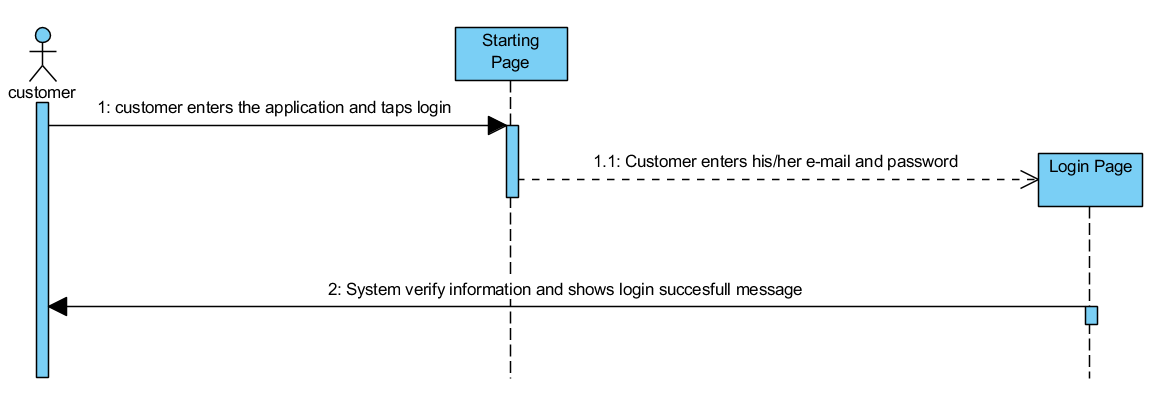 Starting
Page
customer
1: customer enters the application and taps login
1.1: Customer enters his/her e-mail and password
Login Page
2: System verify information and shows login succesfull message